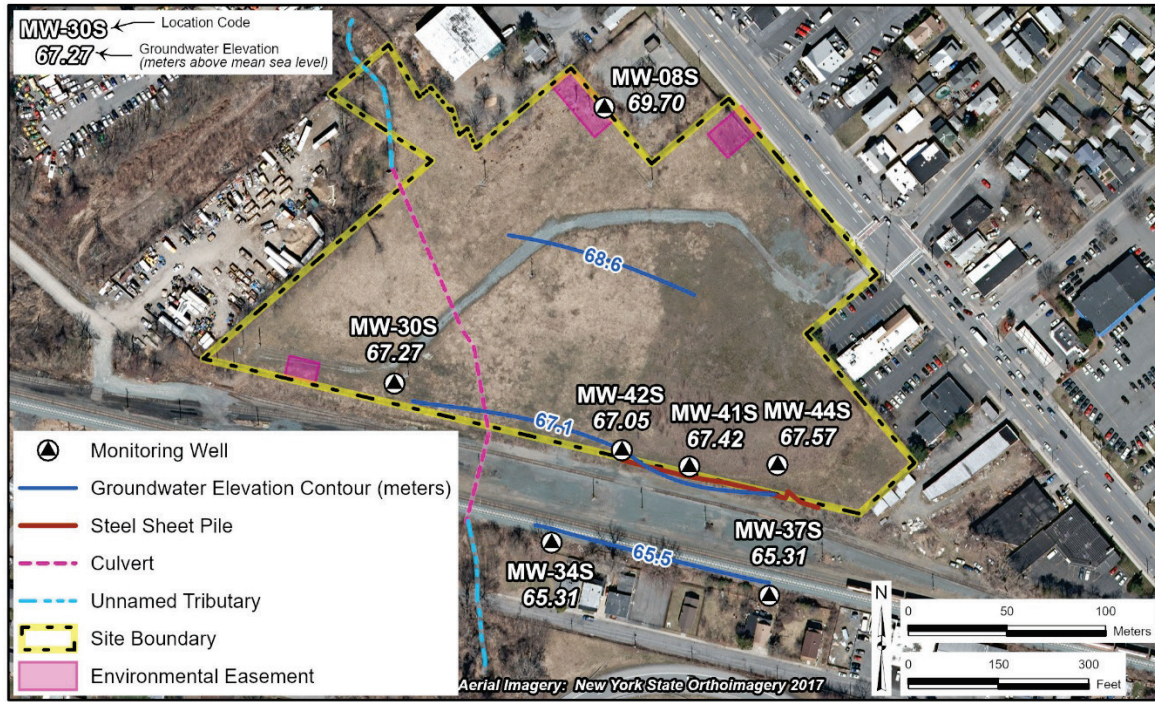 MW-30S
Location Code
67.27
Groundwater Elevation
(meters above mean sea level)
MW-08S
69.70
68.6
MW-30S
67.27
67.1
MW-42S
67.05
MW-41S
67.42
MW-44S
67.57
MW-37S
65.31
65.5
MW-34S
65.31
Monitoring Well
Groundwater Elevation Contour (meters)
Steel Sheet Pile
Culvert
Unnamed Tributary
Site Boundary
Environmental Easement
N
0 50 100
Meters
0 150 300
Feet
Aerial Imagery: New York State Orthoimagery 2017